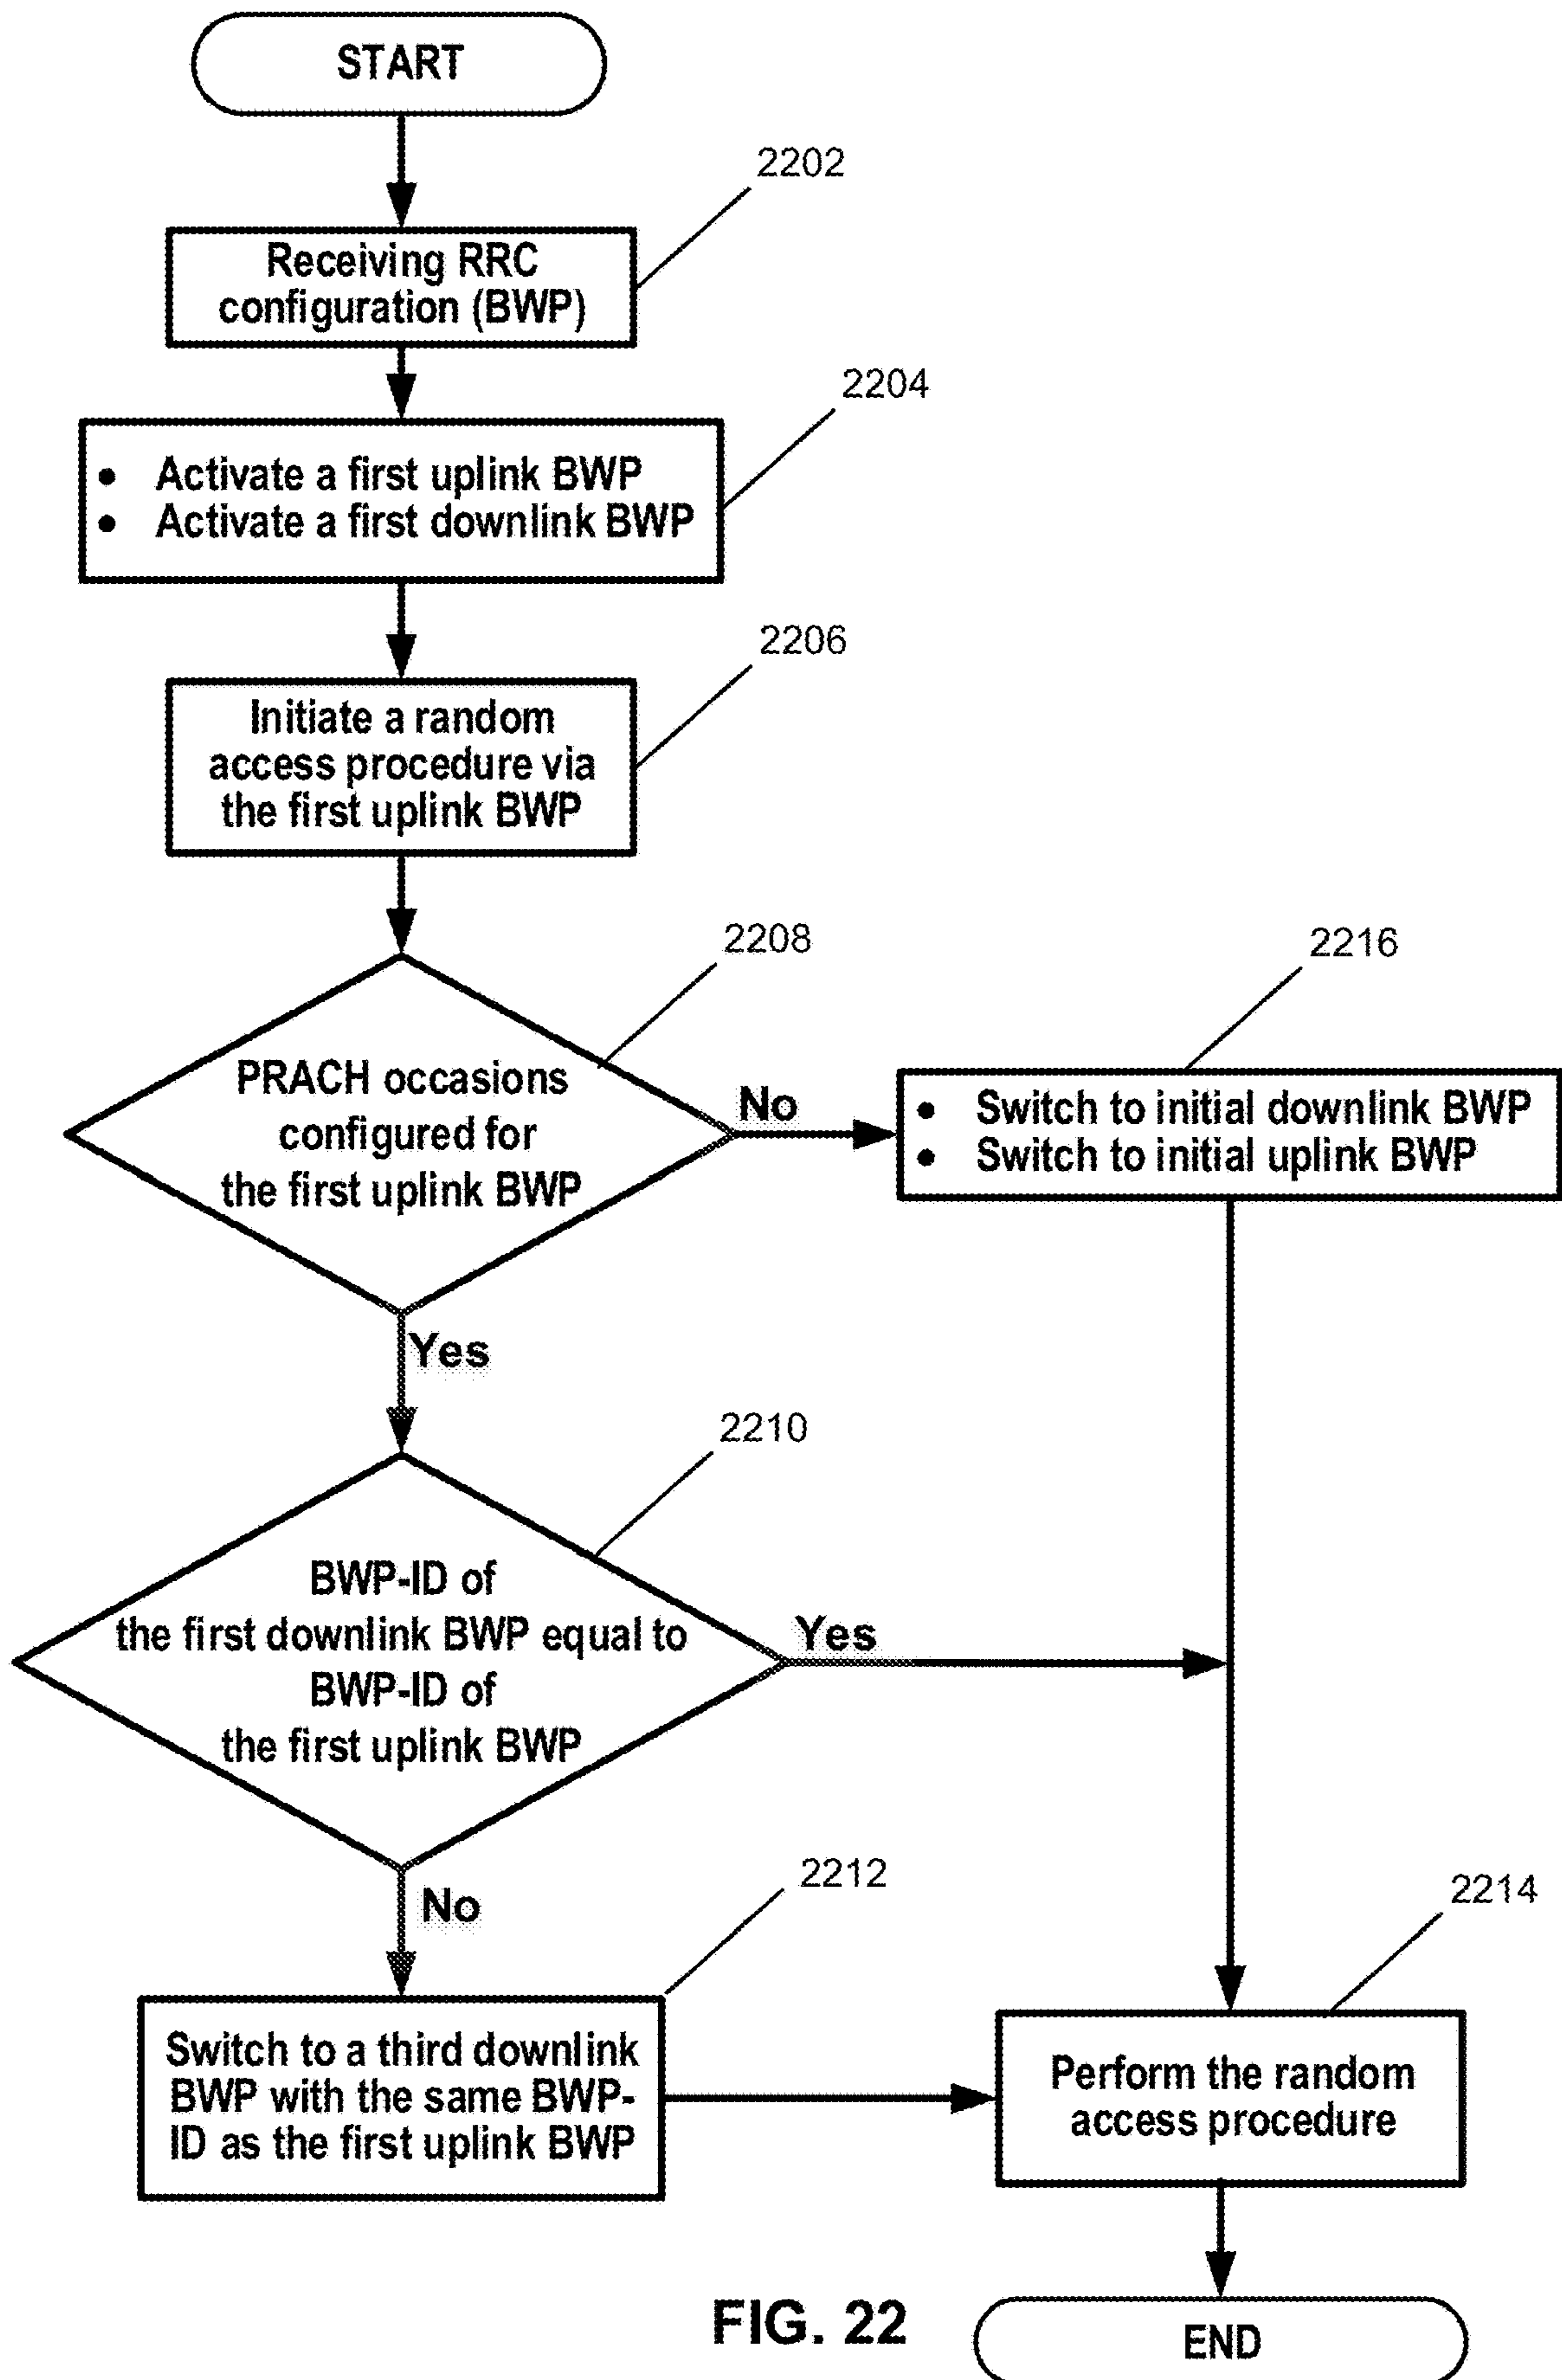 START
2202
Receiving RRC
configuration (BWP)
2204
• Activate a first uplink BWP
• Activate a first downlink BWP
2206
Initiate a random
access procedure via
the first uplink BWP
2208
PRACH occasions
configured for
the first uplink BWP
No
2216
• Switch to initial downlink BWP
• Switch to initial uplink BWP
Yes
2210
BWP-ID of
the first downlink BWP equal to
BWP-ID of
the first uplink BWP
Yes
No
2212
Switch to a third downlink
BWP with the same BWP-
ID as the first uplink BWP
2214
Perform the random
access procedure
FIG. 22
END